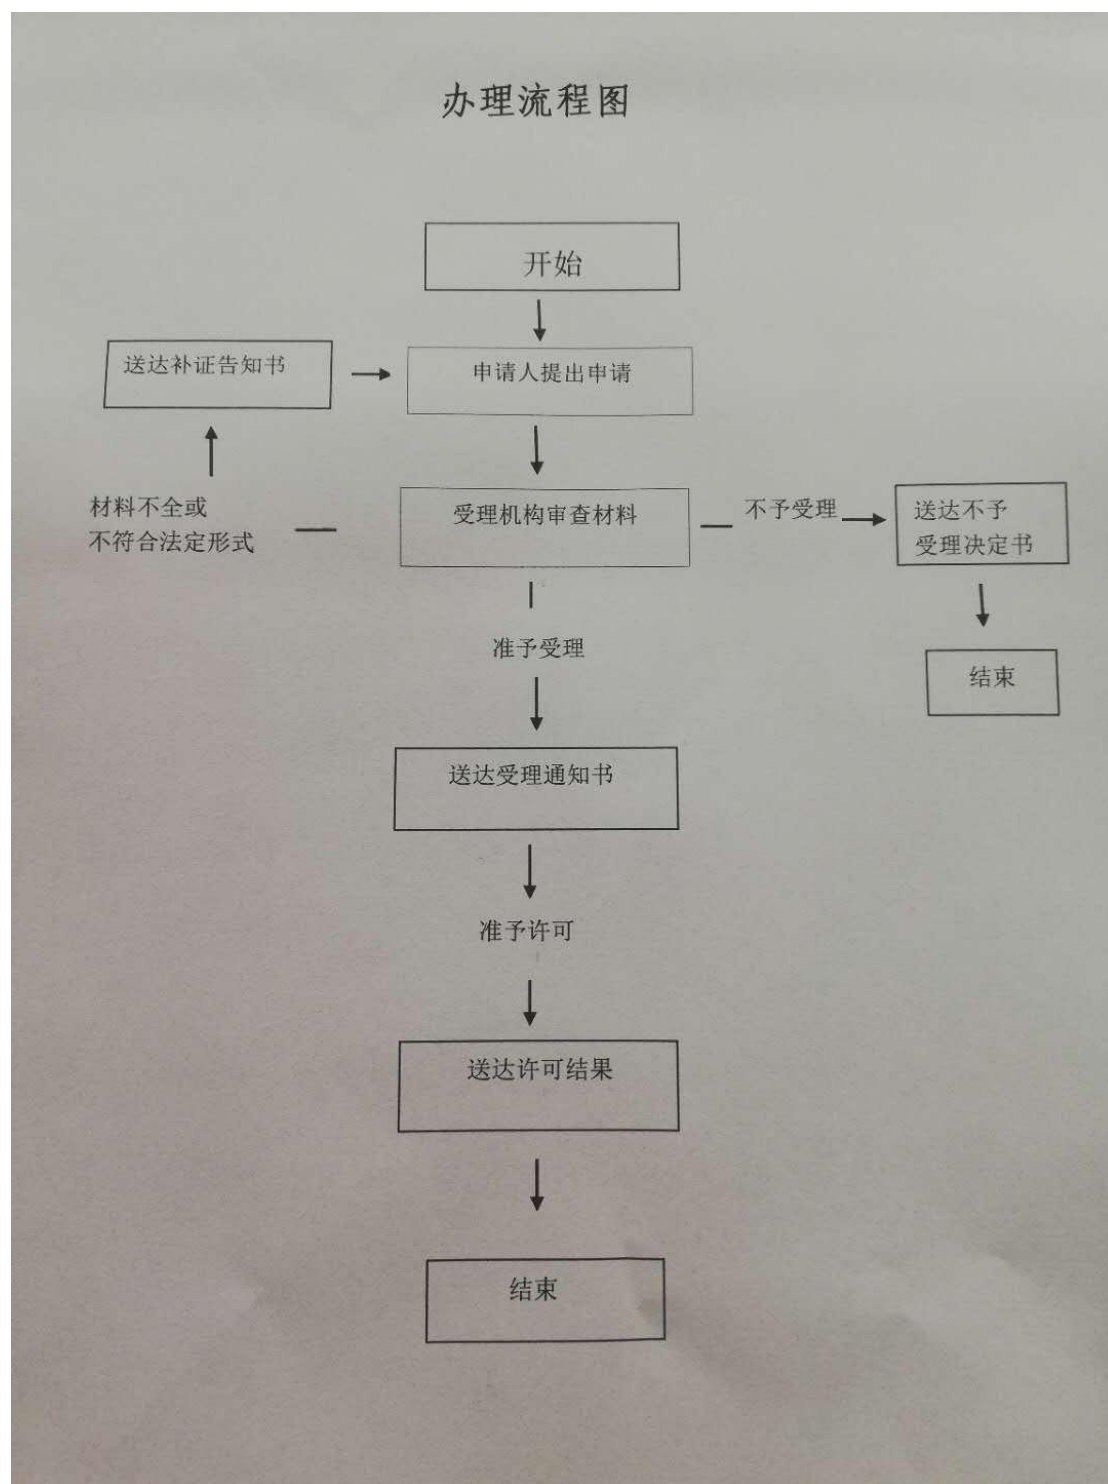 办理流程图
开始
送达补证告知书
申请人提出申请
材料不全或
不符合法定形式
受理机构审查材料
不予受理
送达不予
受理决定书
结束
准予受理
送达受理通知书
准予许可
送达许可结果
结束